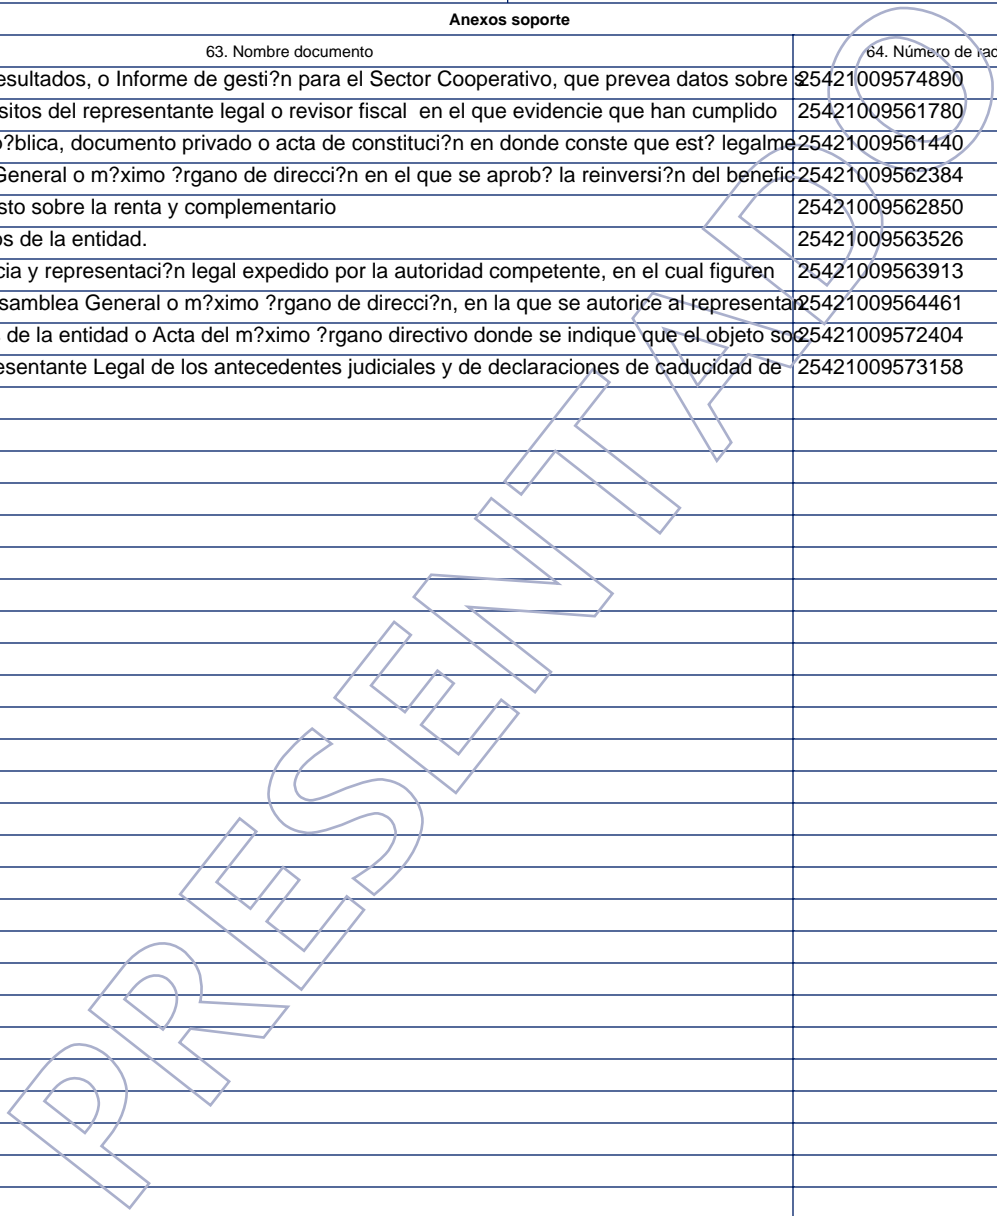 Anexos soporte
63. Nombre documento 64. Número de rad
esultados, o Informe de gesti?n para el Sector Cooperativo, que prevea datos sobre s 25421009574890
sitos del representante legal o revisor fiscal en el que evidencie que han cumplido 25421009561780
?blica, documento privado o acta de constituci?n en donde conste que est? legalme 25421009561440
General o m?ximo ?rgano de direcci?n en el que se aprob? la reinversi?n del benefic 25421009562384
sto sobre la renta y complementario 25421009562850
os de la entidad. 25421009563526
cia y representaci?n legal expedido por la autoridad competente, en el cual figuren 25421009563913
samblea General o m?ximo ?rgano de direcci?n, en la que se autorice al representan 25421009564461
de la entidad o Acta del m?ximo ?rgano directivo donde se indique que el objeto soc 25421009572404
esentante Legal de los antecedentes judiciales y de declaraciones de caducidad de 25421009573158
PRESENTADO